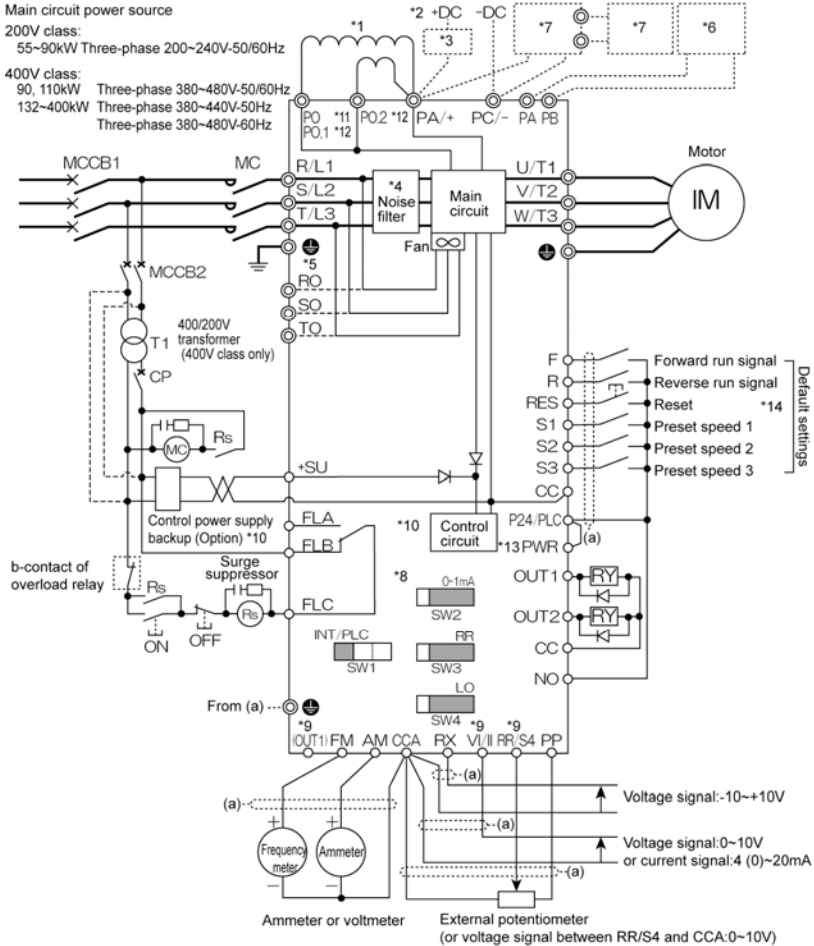 Main circuit power source
200V class:
55~90kW Three-phase 200~240V-50/60Hz
400V class:
90, 110kW Three-phase 380~480V-50/60Hz
132~400kW Three-phase 380~440V-50Hz
Three-phase 380~480V-60Hz
*1
*2 +DC -DC
*3
*7
*7
*6
PO *11 PO.2 *12 PA/+ PC/- PA PB
PO.1 *12
MCCB1
MC
R/L1
S/L2
T/L3
*4
Noise
filter
Main
circuit
U/T1
V/T2
W/T3
Motor
IM
Fan
*5
RO
SO
TO
MCCB2
T1
400/200V
transformer
(400V class only)
CP
MC
Rs
F
R
RES
S1
S2
S3
CC
Forward run signal
Reverse run signal
Reset *14
Preset speed 1
Preset speed 2
Preset speed 3
Default settings
+SU
Control power supply
backup (Option) *10
FLA
FLB
FLC
*10
Control
circuit
P24/PLC
*13 PWR
(a)
b-contact of
overload relay
Rs
ON
OFF
Surge
suppressor
Rs
*8
0-1mA
SW2
INT/PLC
SW1
RR
SW3
LO
SW4
OUT1
RY
OUT2
RY
CC
NO
From (a)
*9 *9 *9
(OUT1) FM AM CCA RX VI/II RR/S4 PP
(a)
+ +
Frequency
meter
Ammeter
− −
Ammeter or voltmeter
(a)
Voltage signal:-10~+10V
(a)
Voltage signal:0~10V
or current signal:4 (0)~20mA
(a)
External potentiometer
(or voltage signal between RR/S4 and CCA:0~10V)